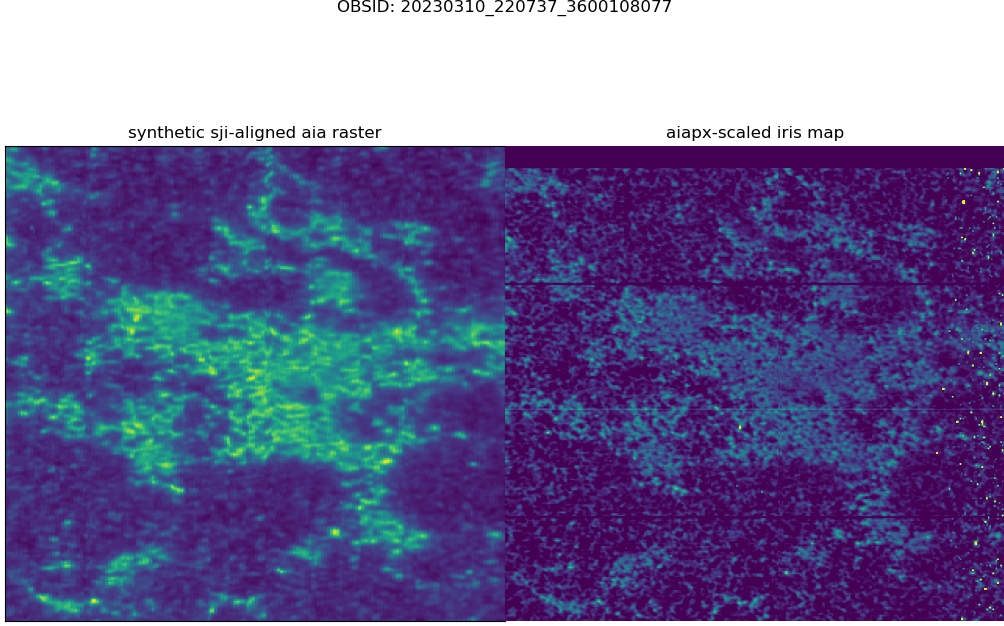 OBSID: 20230310_220737_3600108077
synthetic sji-aligned aia raster
aiapx-scaled iris map